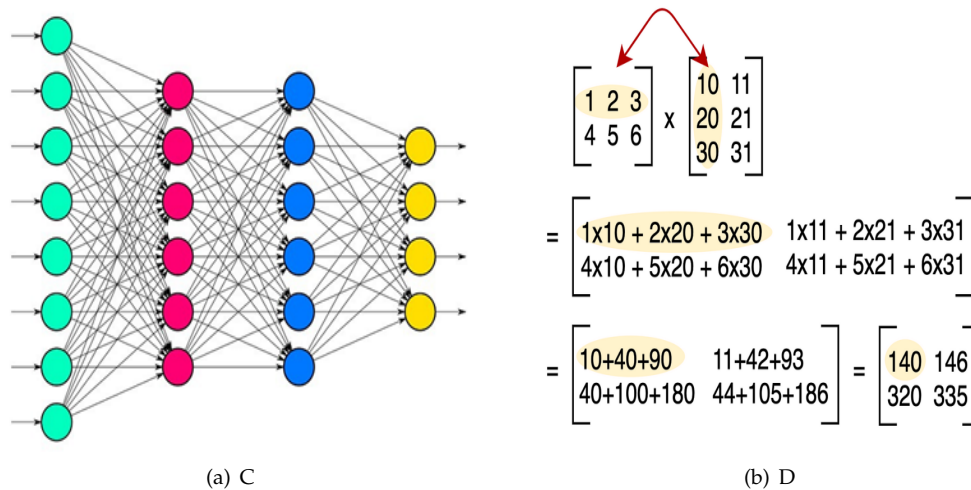 1 2 3
4 5 6
x
10 11
20 21
30 31
= 1x10 + 2x20 + 3x30 1x11 + 2x21 + 3x31
4x10 + 5x20 + 6x30 4x11 + 5x21 + 6x31
= 10+40+90 11+42+93 = 140 146
40+100+180 44+105+186 320 335
(a) C
(b) D